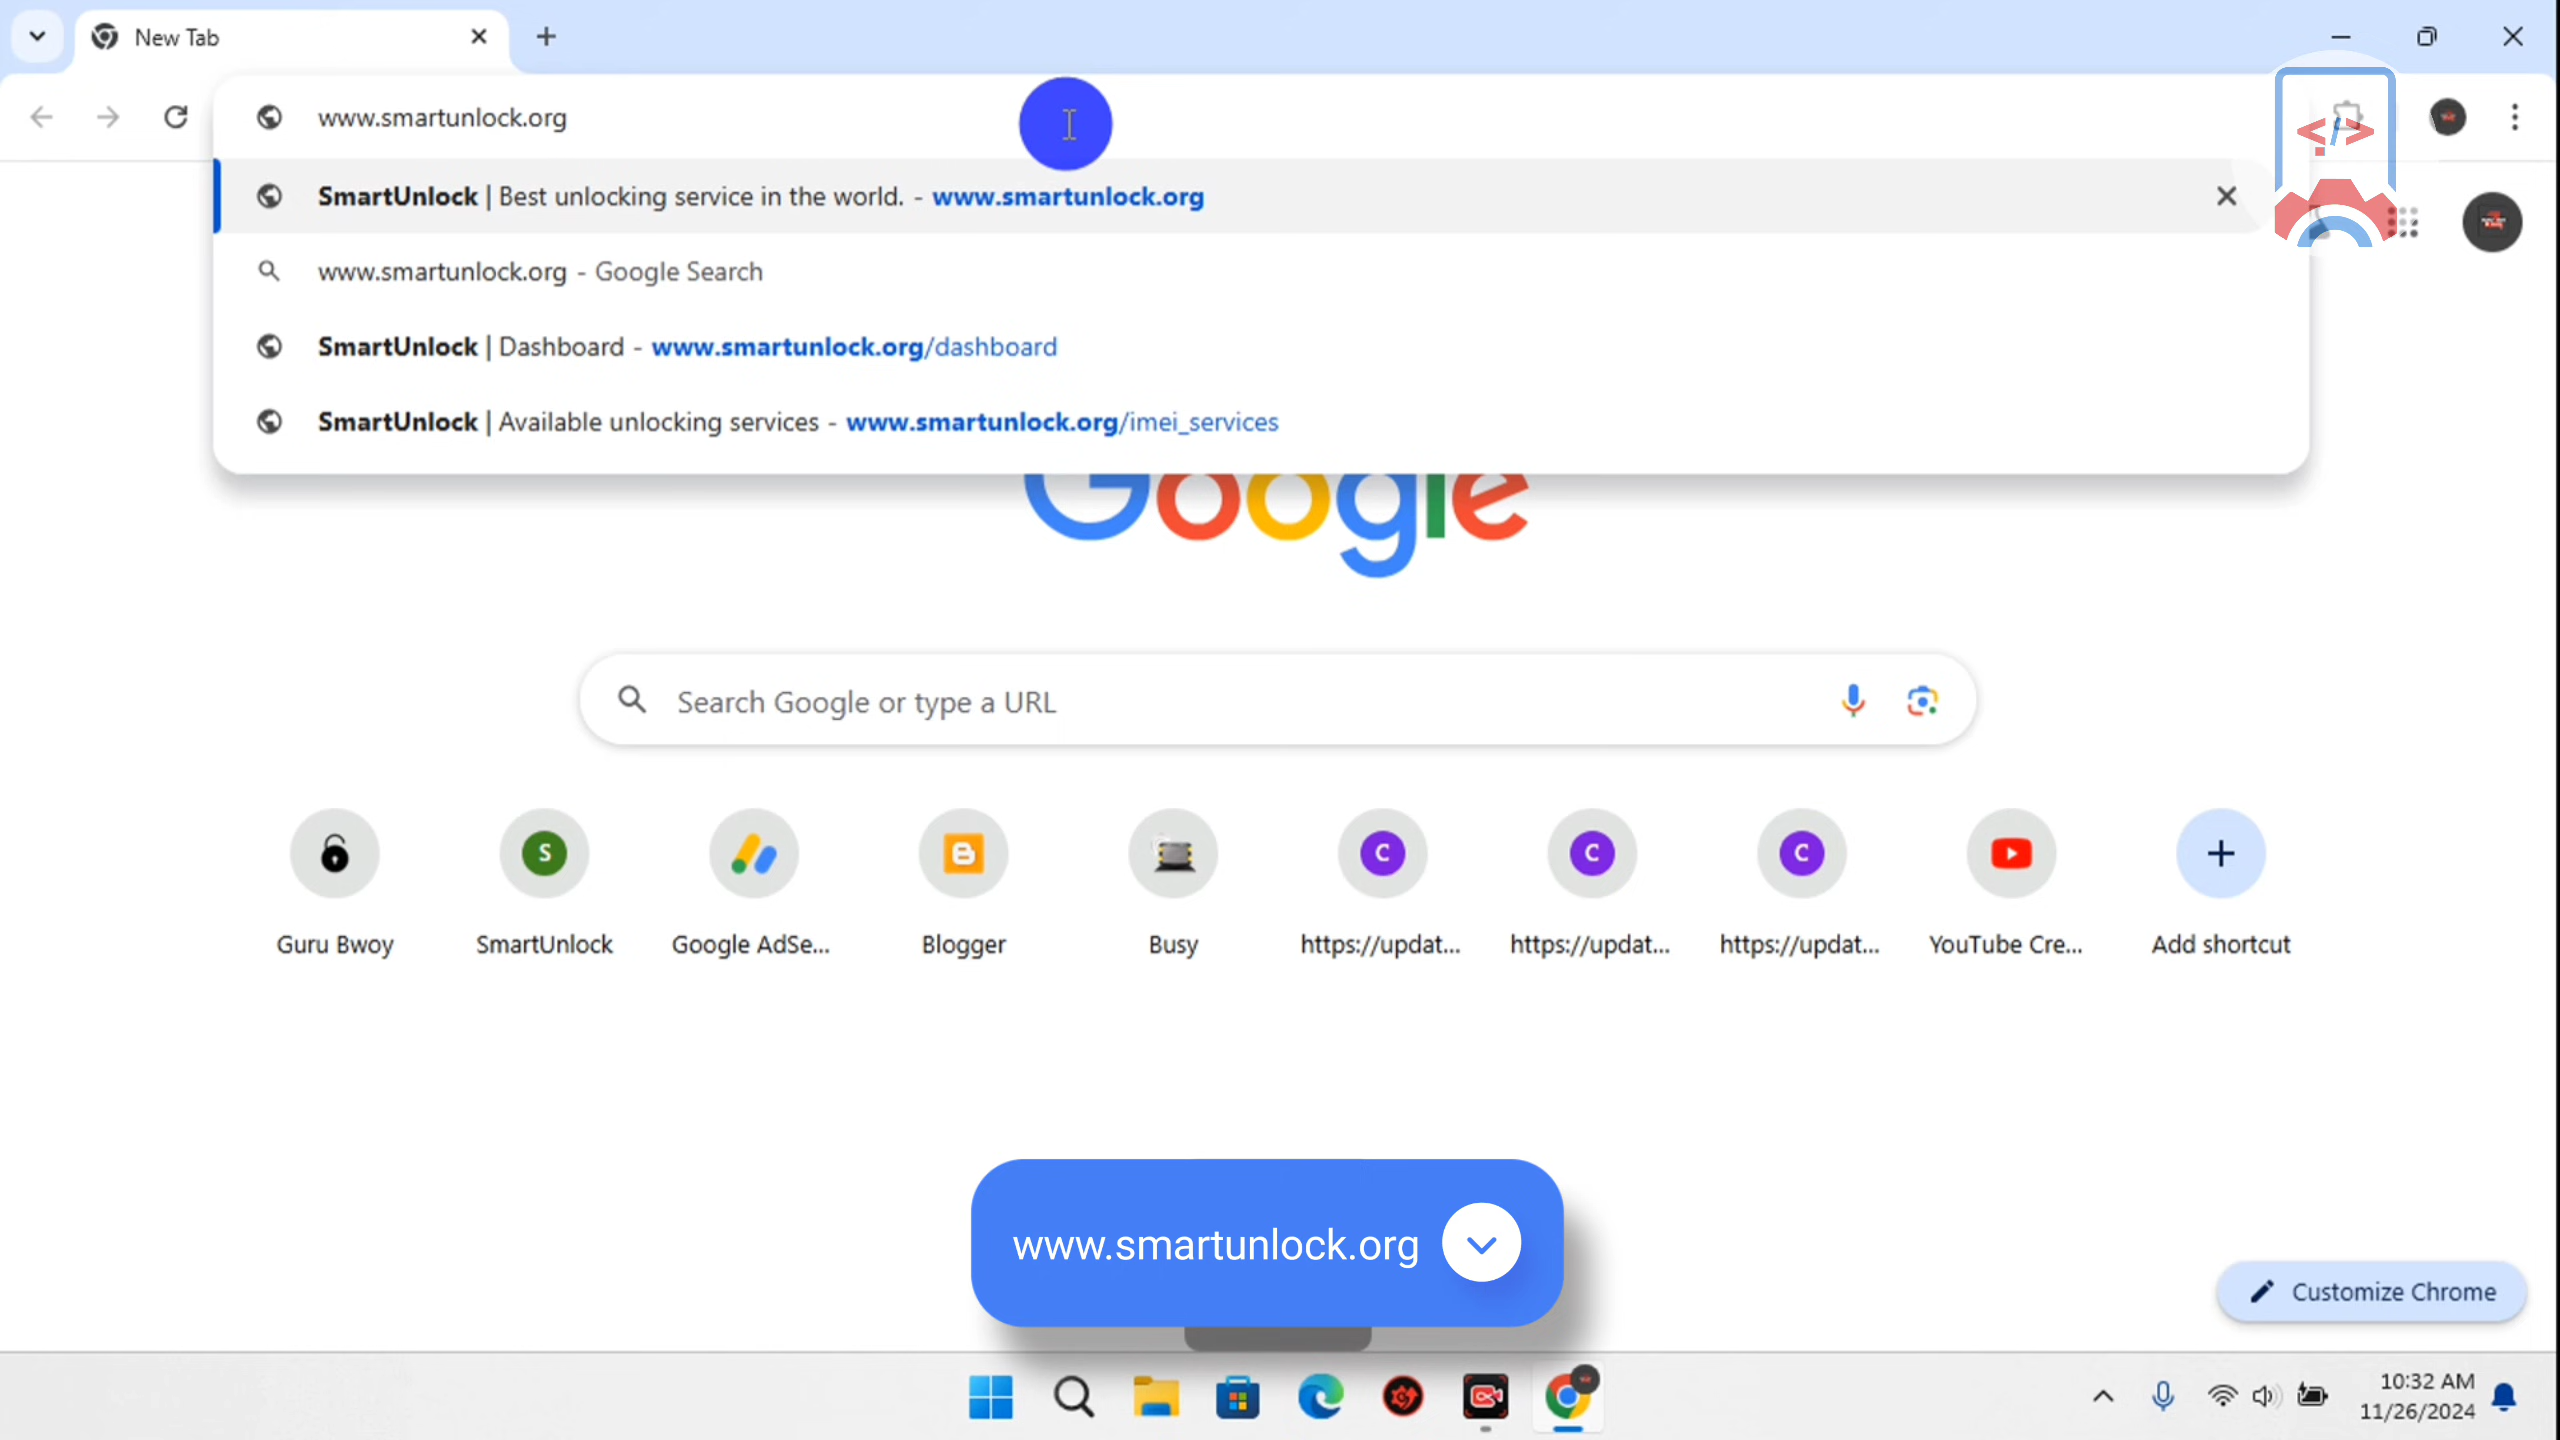 New Tab
www.smartunlock.org
SmartUnlock | Best unlocking service in the world. - www.smartunlock.org
www.smartunlock.org - Google Search
SmartUnlock | Dashboard - www.smartunlock.org/dashboard
SmartUnlock | Available unlocking services - www.smartunlock.org/imei_services
Google
Search Google or type a URL
S
C
C
C
Guru Bwoy
SmartUnlock
Google AdSe...
Blogger
Busy
https://updat...
https://updat...
https://updat...
YouTube Cre...
Add shortcut
www.smartunlock.org
Customize Chrome
10:32 AM
11/26/2024